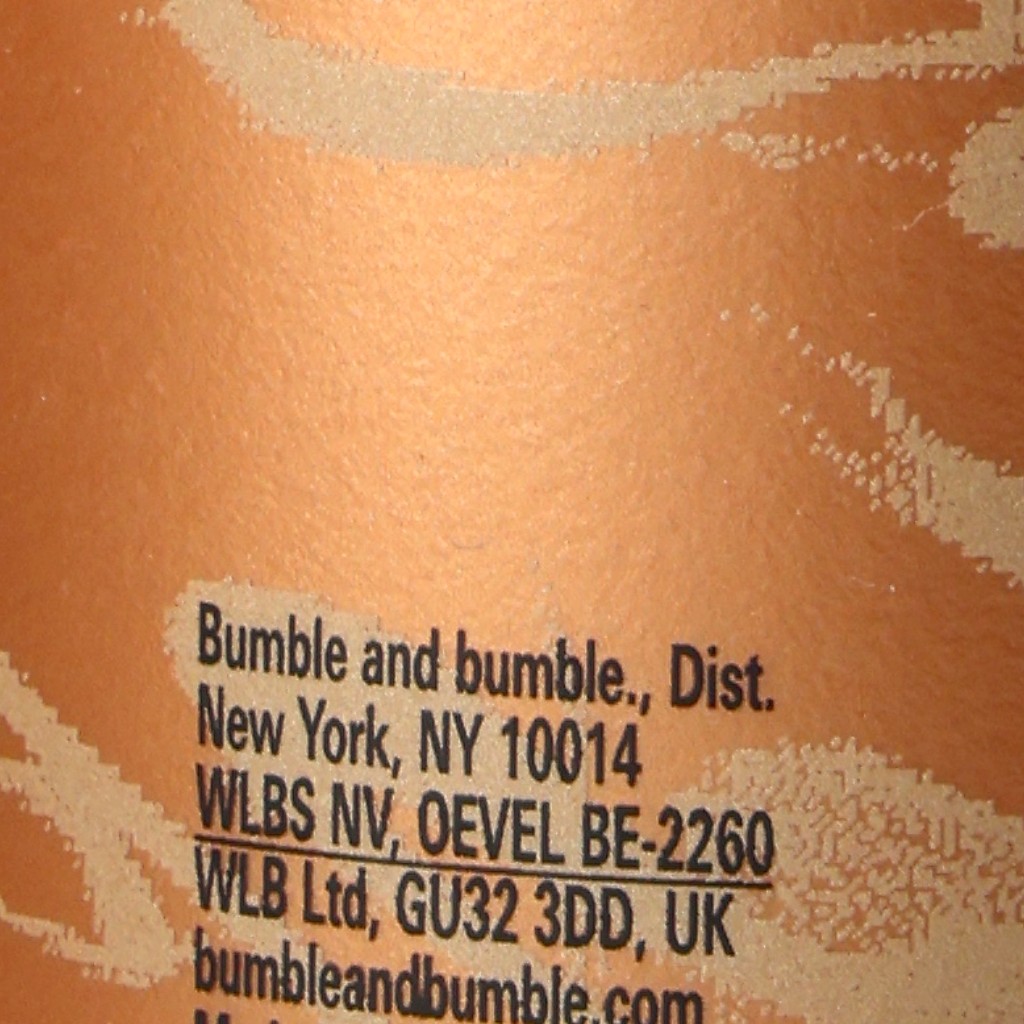 Bumble and bumble., Dist.
New York, NY 10014
WLBS NV, OEVEL BE-2260
WLB Ltd, GU32 3DD, UK
bumbleandbumble.com